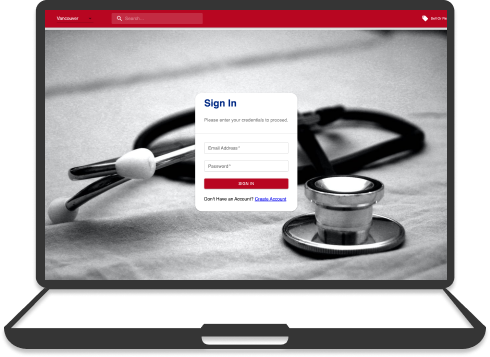 Vancouver
Search...
Sign In
Please enter your credentials to proceed.
Email Address *
Password *
SIGN IN
Don't Have an Account? Create Account